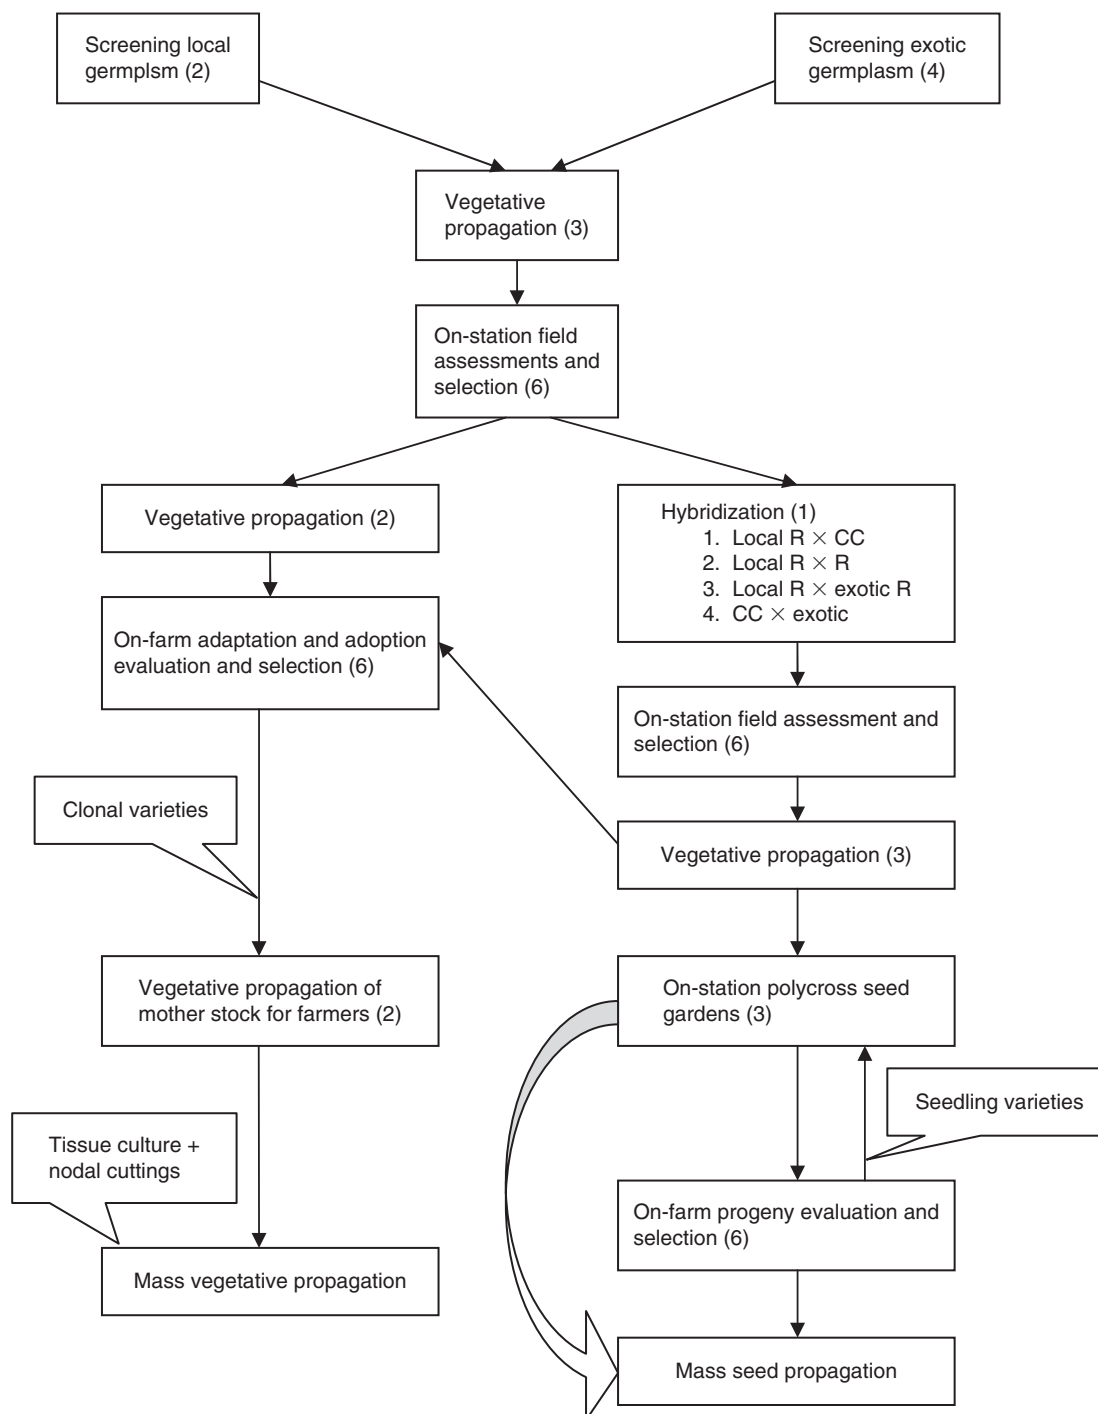 Screening local
germplsm (2)
Screening exotic
germplasm (4)
Vegetative
propagation (3)
On-station field
assessments and
selection (6)
Vegetative propagation (2)
Hybridization (1)
1. Local R × CC
2. Local R × R
3. Local R × exotic R
4. CC × exotic
On-farm adaptation and adoption
evaluation and selection (6)
On-station field assessment and
selection (6)
Clonal varieties
Vegetative propagation (3)
Vegetative propagation of
mother stock for farmers (2)
On-station polycross seed
gardens (3)
Seedling varieties
Tissue culture +
nodal cuttings
On-farm progeny evaluation and
selection (6)
Mass vegetative propagation
Mass seed propagation